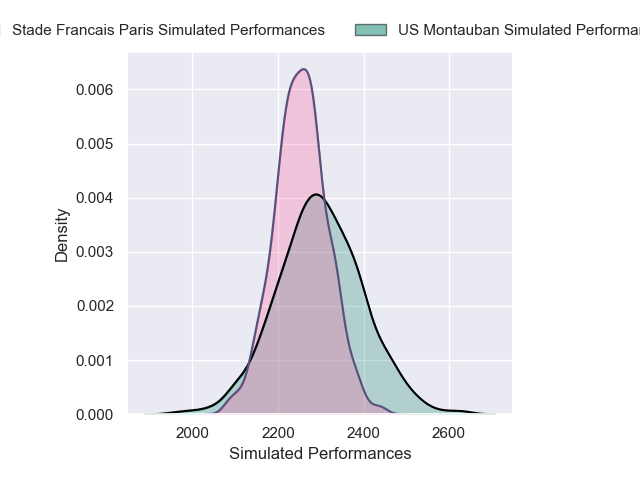 Stade Francais Paris Simulated Performances US Montauban Simulated Performan
0.006
0.005
0.004
0.003
0.002
0.001
0.000
Density
2000 2200 2400 2600
Simulated Performances